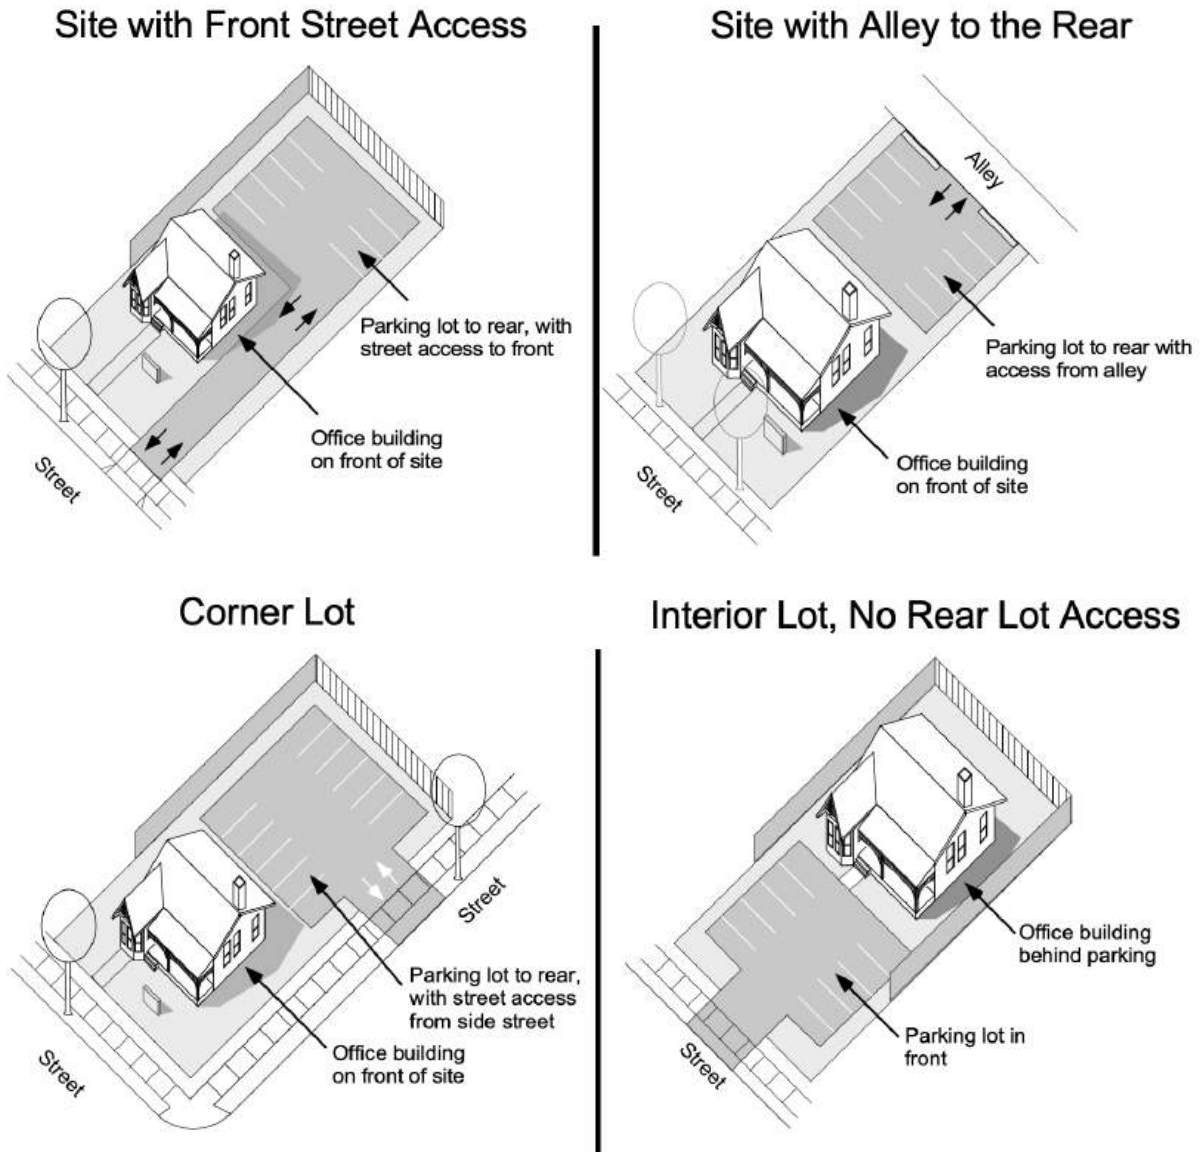 Site with Front Street Access
Parking lot to rear, with
street access to front
Office building
on front of site
Street
Site with Alley to the Rear
Alley
Parking lot to rear with
access from alley
Office building
on front of site
Street
Corner Lot
Street
Parking lot to rear,
with street access
from side street
Office building
on front of site
Street
Interior Lot, No Rear Lot Access
Office building
behind parking
Parking lot in
front
Street